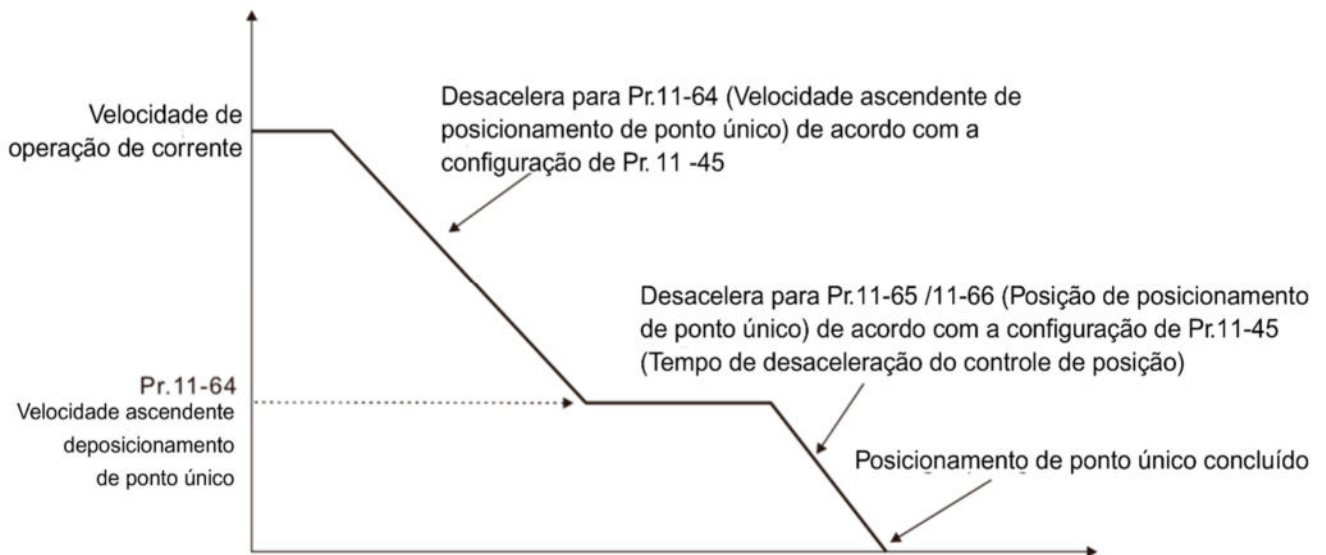 Velocidade de
operação de corrente
Desacelera para Pr.11-64 (Velocidade ascendente de
posicionamento de ponto único) de acordo com a
configuração de Pr. 11 -45
Desacelera para Pr.11-65 /11-66 (Posição de posicionamento
de ponto único) de acordo com a configuração de Pr.11-45
(Tempo de desaceleração do controle de posição)
Pr.11-64
Velocidade ascendente
deposicionamento
de ponto único
Posicionamento de ponto único concluído